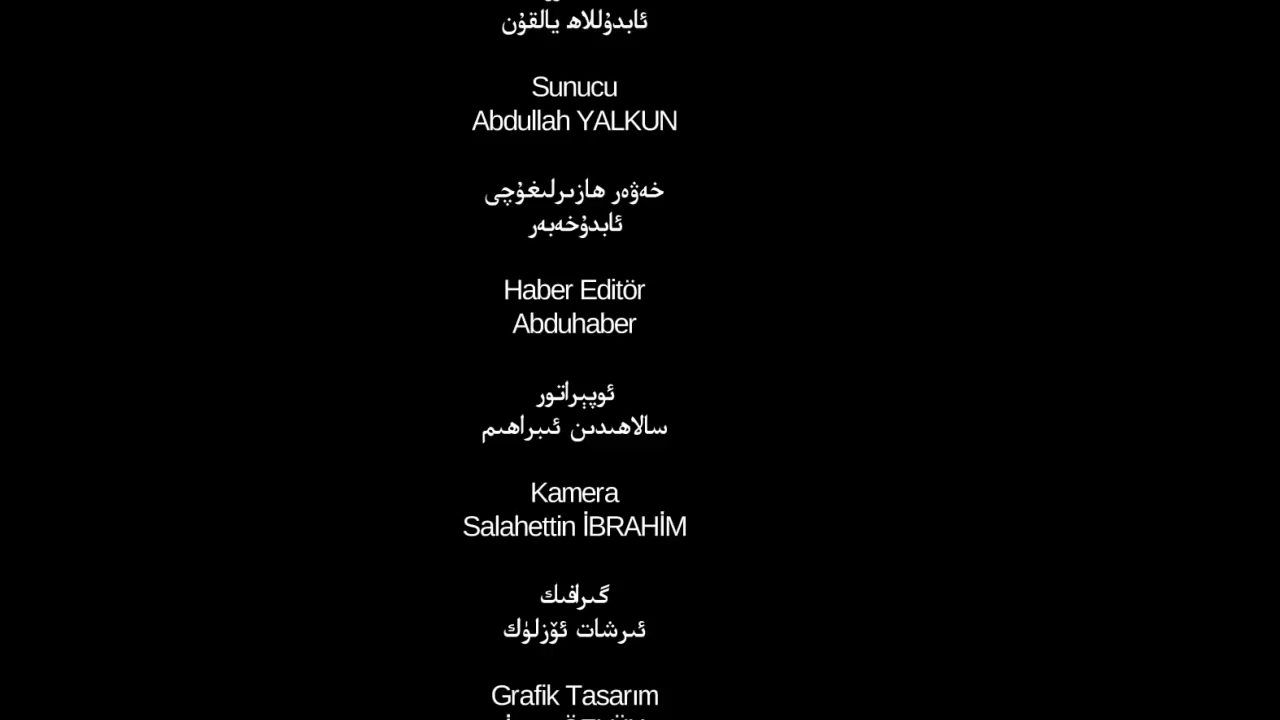 ئابدۇللاھ يالقۇن
Sunucu
Abdullah YALKUN
خەۋەر ھازىرلىغۇچى
ئابدۇخەبەر
Haber Editör
Abduhaber
ئوپېراتور
سالاھىدىن ئىبراھىم
Kamera
Salahettin İBRAHİM
گىرافىك
ئىرشات ئۆزلۈك
Grafik Tasarım